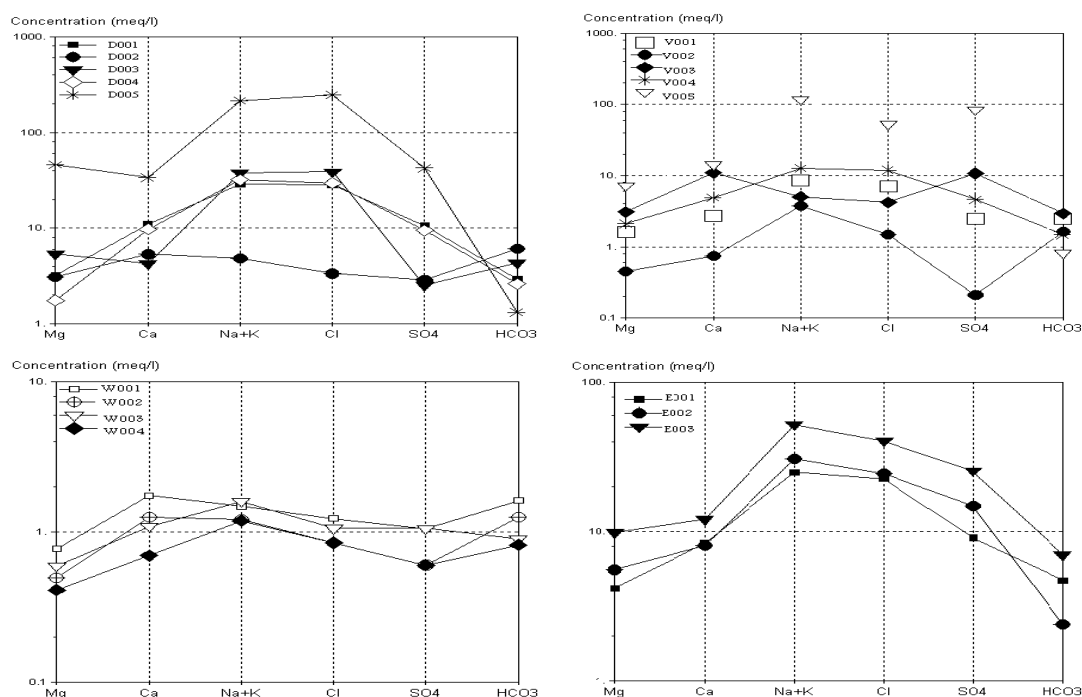 Concentration (meq/l)
1000.
D001
D002
D003
D004
D005
100.
10.
1.
Mg Ca Na+K Cl SO4 HCO3
Concentration (meq/l)
1000.
V001
V002
V003
V004
V005
100.
10.
1.
0.1
Mg Ca Na+K Cl SO4 HCO3
Concentration (meq/l)
10.
W001
W002
W003
W004
1.
0.1
Mg Ca Na+K Cl SO4 HCO3
Concentration (meq/l)
100.
E001
E002
E003
10.
1.
Mg Ca Na+K Cl SO4 HCO3